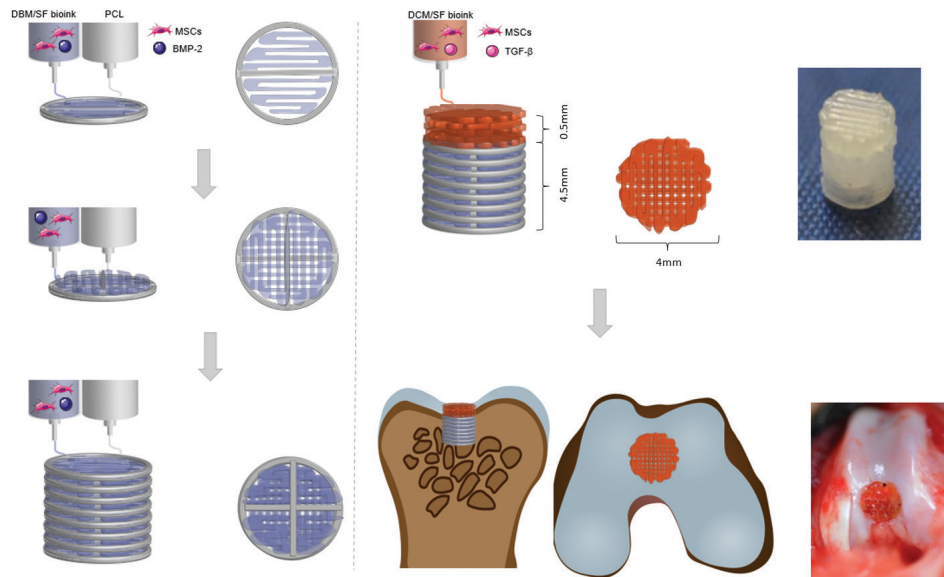 DBM/SF bioink
PCL
MSCs
BMP-2
DCM/SF bioink
MSCs
TGF-β
0.5mm
4.5mm
4mm